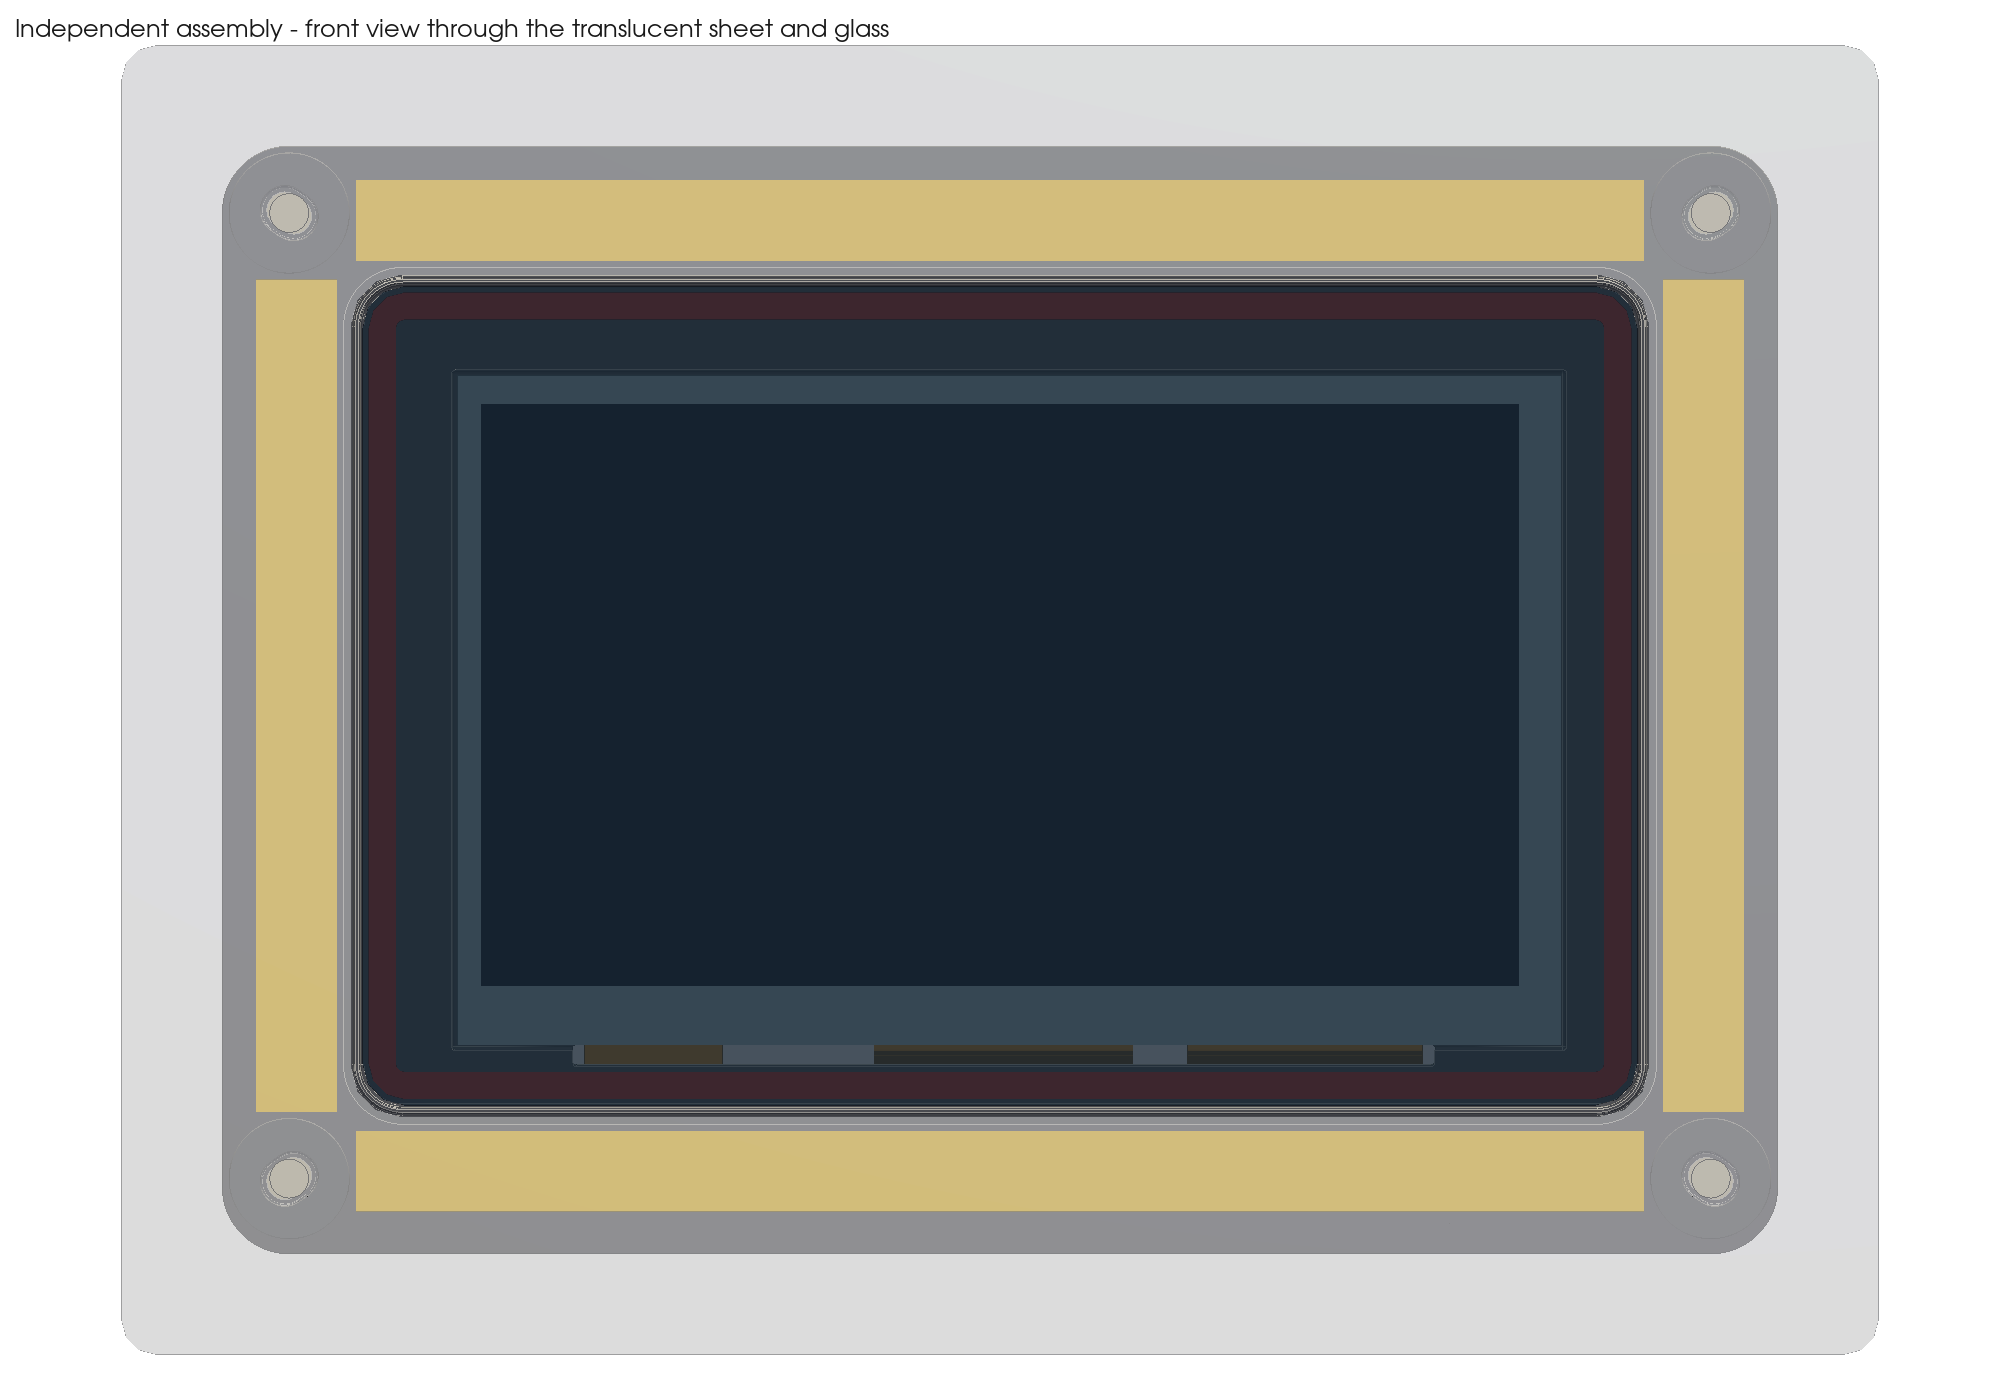 Independent assembly - front view through the translucent sheet and glass